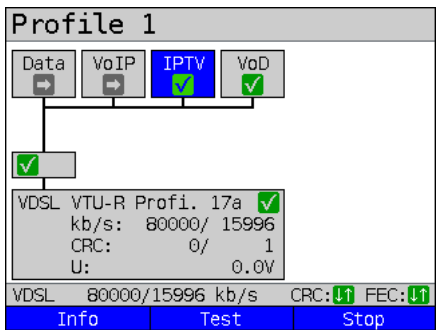 Profile 1
Data VoIP IPTV VoD
VDSL VTU-R Profi. 17a
kb/s: 80000/ 15996
CRC: 0/ 1
U: 0.0V
VDSL 80000/15996 kb/s CRC: FEC:
Info Test Stop